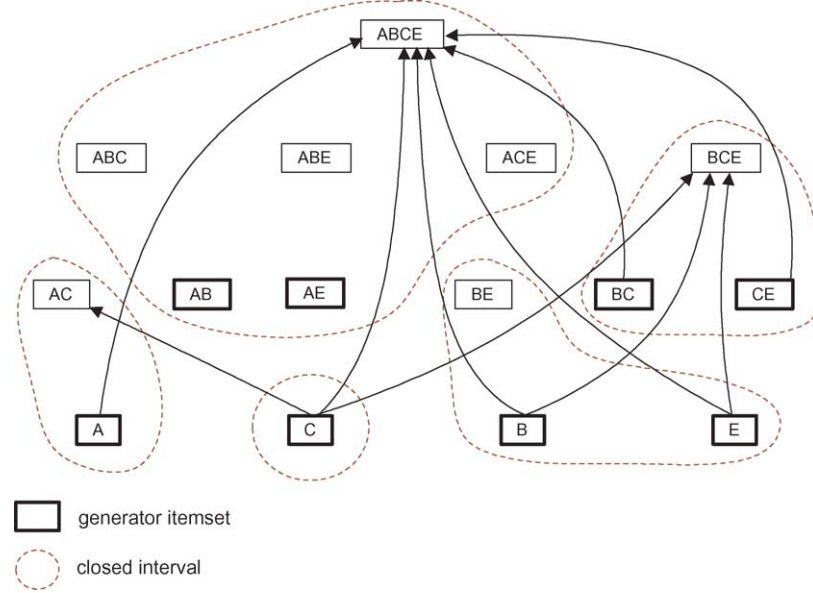 ABCE
ABC
ABE
ACE
BCE
AC
AB
AE
BE
BC
CE
A
C
B
E
generator itemset
closed interval